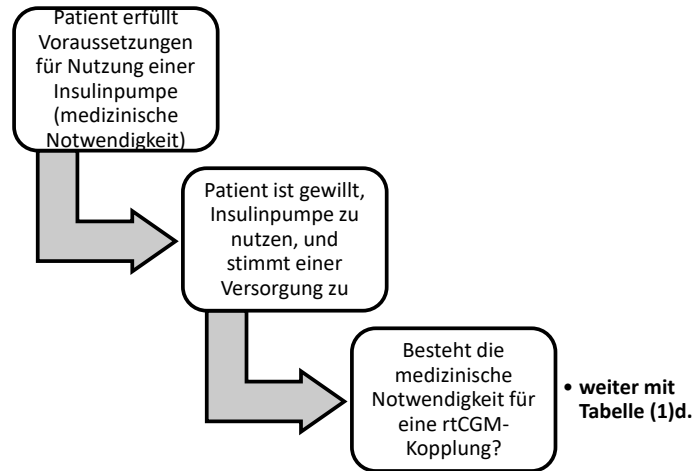 Patient erfüllt
Voraussetzungen
für Nutzung einer
Insulinpumpe
(medizinische
Notwendigkeit)
Patient ist gewillt,
Insulinpumpe zu
nutzen, und
stimmt einer
Versorgung zu
Besteht die
medizinische
Notwendigkeit für
eine rtCGM-
Kopplung?
• weiter mit
Tabelle (1)d.